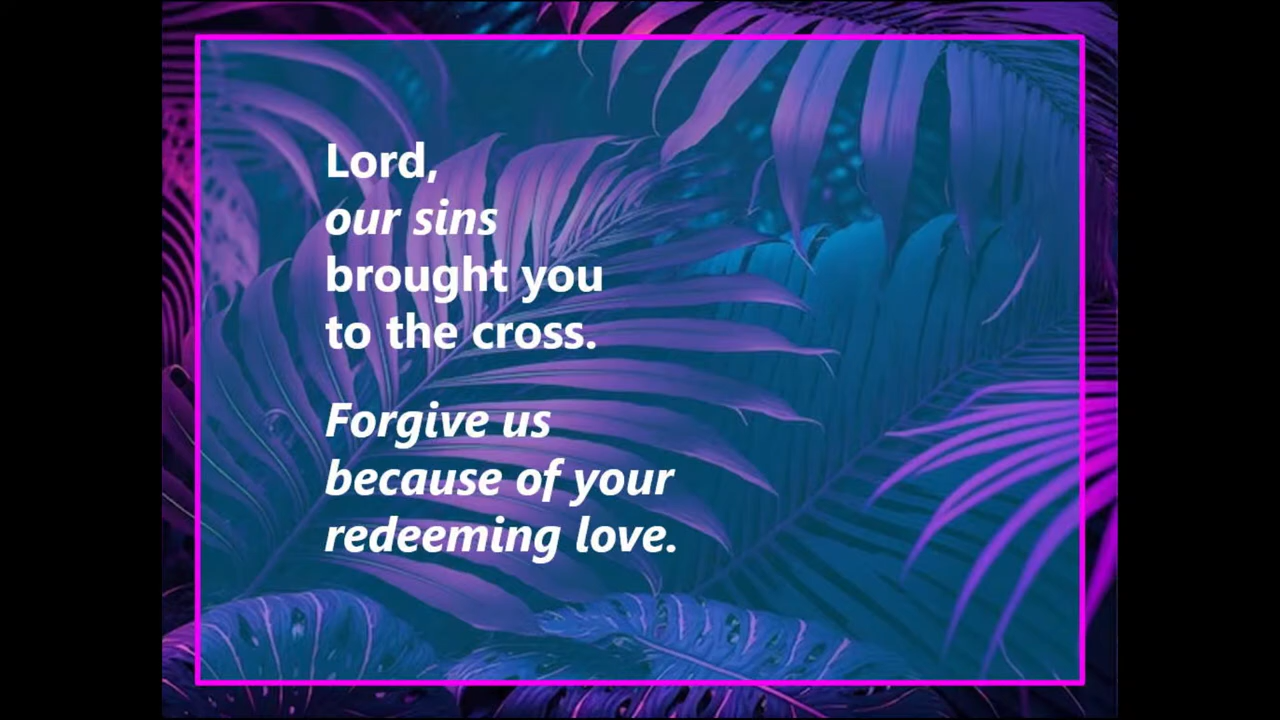 Lord,
our sins
brought you
to the cross.
Forgive us
because of your
redeeming love.